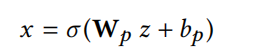 x = σ(W_p z + b_p)